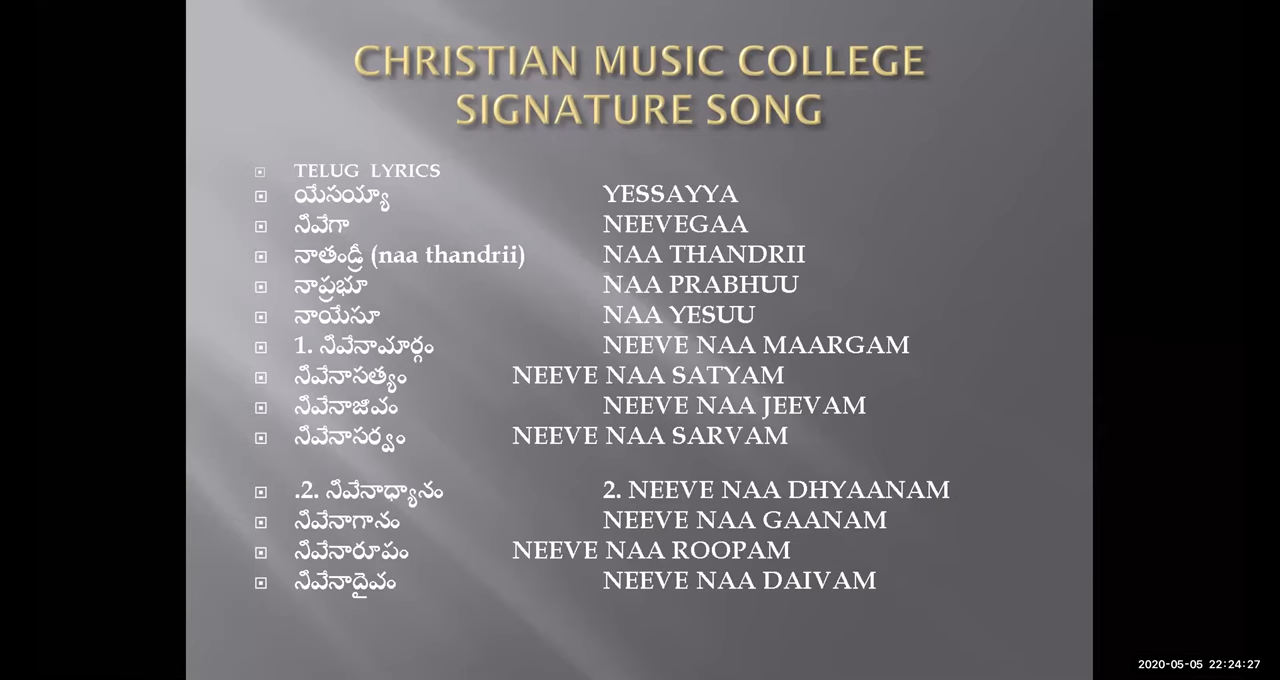 CHRISTIAN MUSIC COLLEGE
SIGNATURE SONG
TELUG LYRICS
యేసయ్యా YESSAYYA
నీవేగా NEEVEGAA
నాతండ్రీ (naa thandrii) NAA THANDRII
నాప్రభూ NAA PRABHUU
నాయేసూ NAA YESUU
1. నీవేనామార్గం NEEVE NAA MAARGAM
నీవేనాసత్యం NEEVE NAA SATYAM
నీవేనాజీవం NEEVE NAA JEEVAM
నీవేనాసర్వం NEEVE NAA SARVAM
.2. నీవేనాధ్యానం 2. NEEVE NAA DHYAANAM
నీవేనాగానం NEEVE NAA GAANAM
నీవేనారూపం NEEVE NAA ROOPAM
నీవేనాదైవం NEEVE NAA DAIVAM
2020-05-05 22:24:27